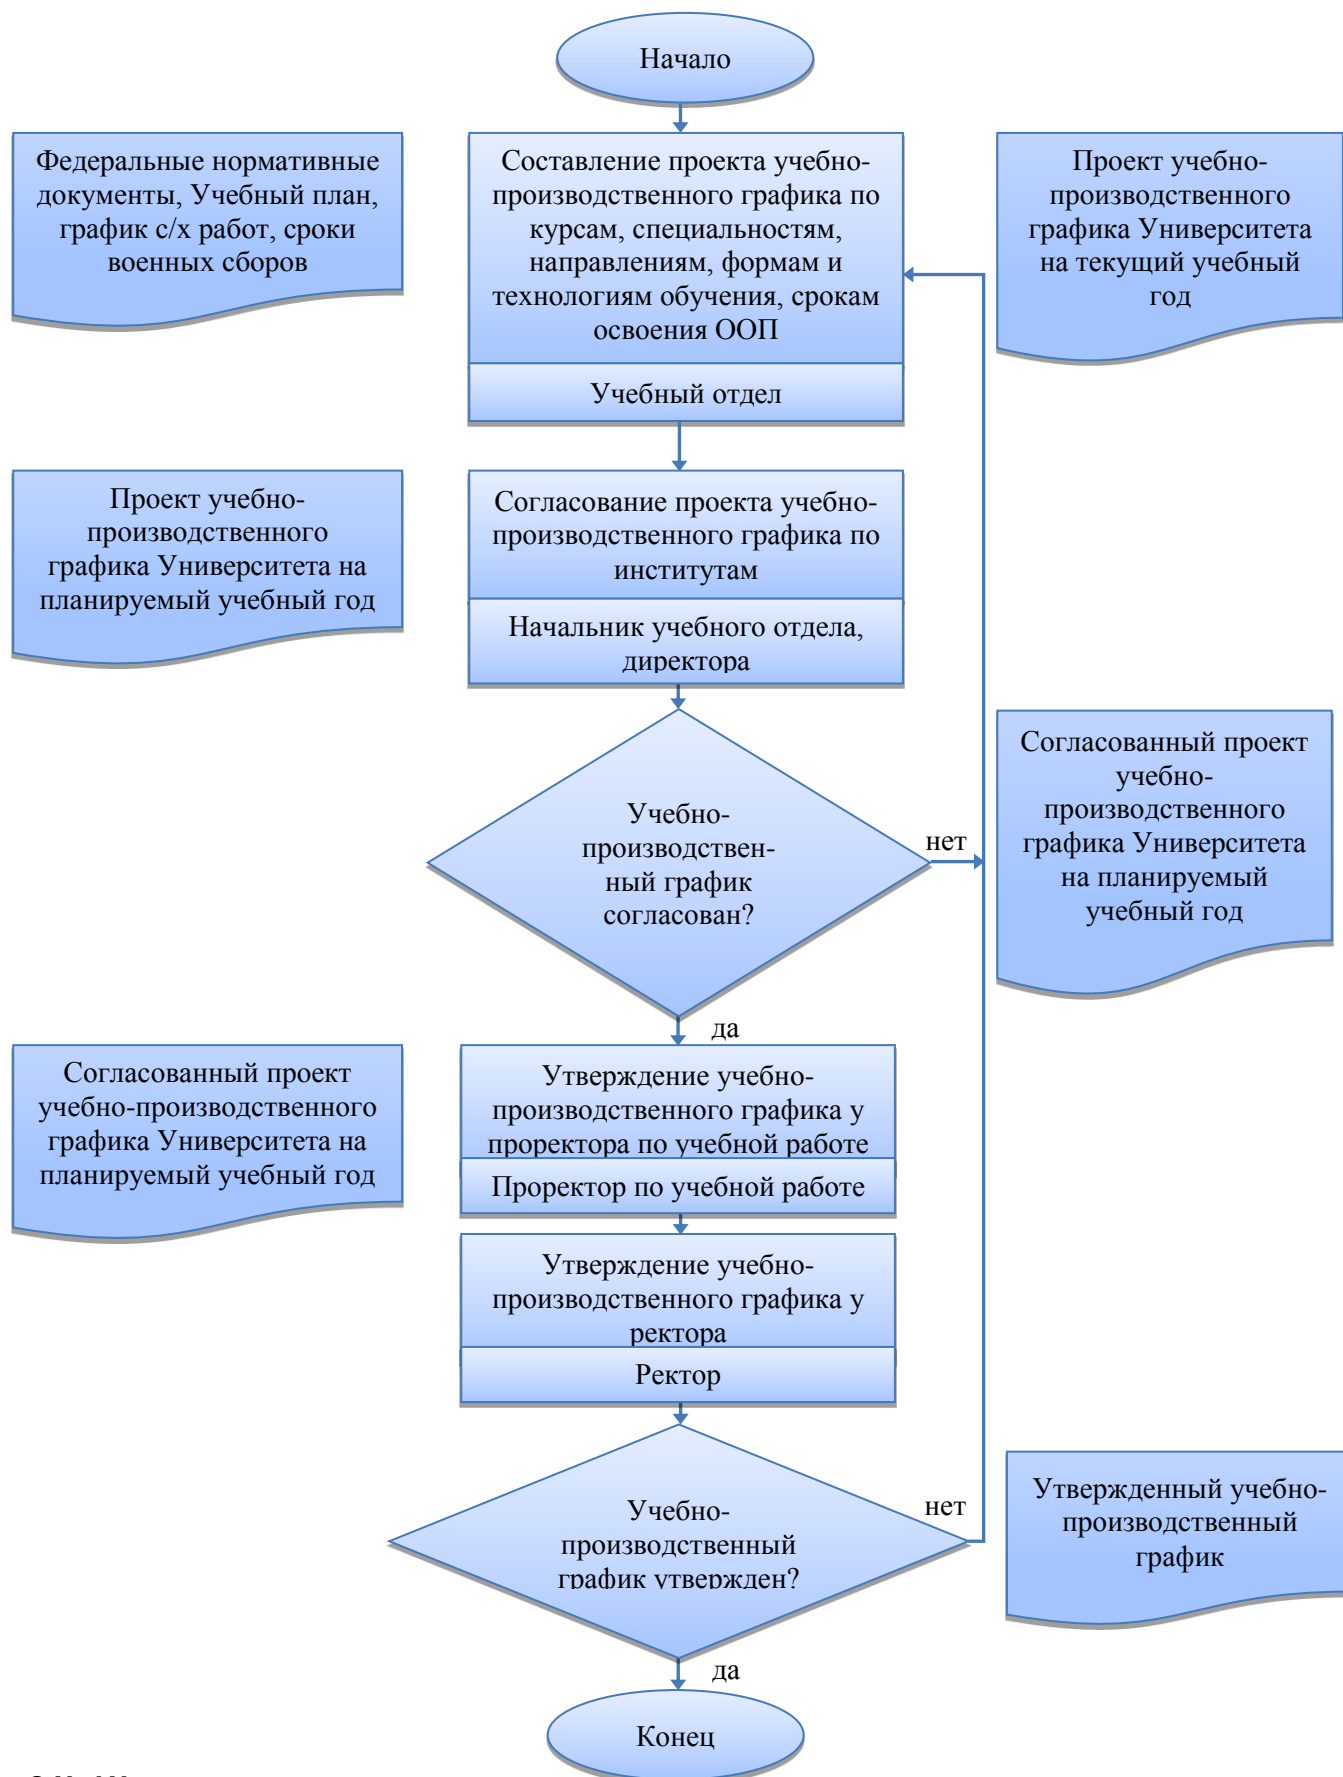 Начало
Федеральные нормативные
документы, Учебный план,
график с/х работ, сроки
военных сборов
Составление проекта учебно-
производственного графика по
курсам, специальностям,
направлениям, формам и
технологиям обучения, срокам
освоения ООП
Учебный отдел
Проект учебно-
производственного
графика Университета
на текущий учебный
год
Проект учебно-
производственного
графика Университета на
планируемый учебный год
Согласование проекта учебно-
производственного графика по
институтам
Начальник учебного отдела,
директора
Учебно-
производствен-
ный график
согласован?
нет
да
Согласованный проект
учебно-
производственного
графика Университета
на планируемый
учебный год
Согласованный проект
учебно-производственного
графика Университета на
планируемый учебный год
Утверждение учебно-
производственного графика у
проректора по учебной работе
Проректор по учебной работе
Утверждение учебно-
производственного графика у
ректора
Ректор
Учебно-
производственный
график утвержден?
нет
да
Утвержденный учебно-
производственный
график
Конец